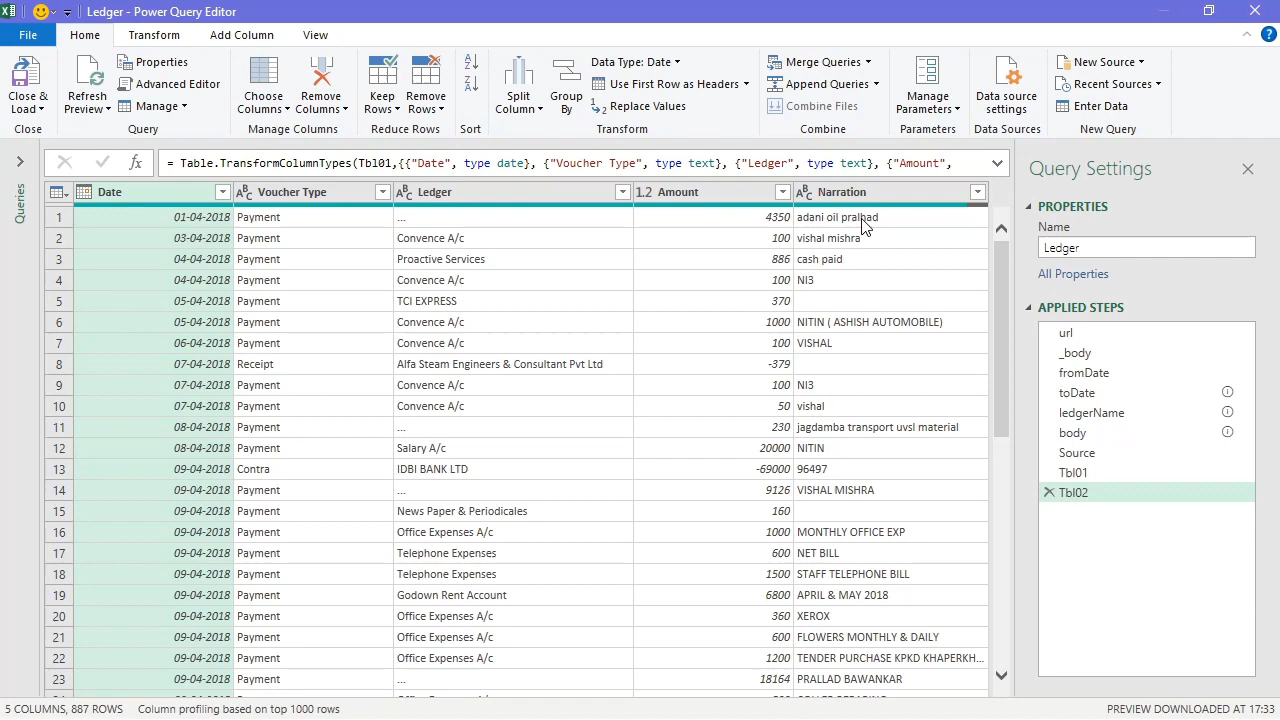 Ledger - Power Query Editor
File Home Transform Add Column View
Close & Load
Close
Refresh Preview
Properties
Advanced Editor
Manage
Query
Choose Columns
Remove Columns
Manage Columns
Keep Rows
Remove Rows
Reduce Rows
Sort
Split Column
Group By
Data Type: Date
Use First Row as Headers
Replace Values
Transform
Merge Queries
Append Queries
Combine Files
Combine
Manage Parameters
Parameters
Data source settings
Data Sources
New Source
Recent Sources
Enter Data
New Query
Queries
fx = Table.TransformColumnTypes(Tbl01,{{"Date", type date}, {"Voucher Type", type text}, {"Ledger", type text}, {"Amount",
Date ABC Voucher Type ABC Ledger 1.2 Amount ABC Narration
1 01-04-2018 Payment ... 4350 adani oil pralhad
2 03-04-2018 Payment Convence A/c 100 vishal mishra
3 04-04-2018 Payment Proactive Services 886 cash paid
4 04-04-2018 Payment Convence A/c 100 NI3
5 05-04-2018 Payment TCI EXPRESS 370
6 05-04-2018 Payment Convence A/c 1000 NITIN ( ASHISH AUTOMOBILE)
7 06-04-2018 Payment Convence A/c 100 VISHAL
8 07-04-2018 Receipt Alfa Steam Engineers & Consultant Pvt Ltd -379
9 07-04-2018 Payment Convence A/c 100 NI3
10 07-04-2018 Payment Convence A/c 50 vishal
11 08-04-2018 Payment ... 230 jagdamba transport uvsl material
12 08-04-2018 Payment Salary A/c 20000 NITIN
13 09-04-2018 Contra IDBI BANK LTD -69000 96497
14 09-04-2018 Payment ... 9126 VISHAL MISHRA
15 09-04-2018 Payment News Paper & Periodicales 160
16 09-04-2018 Payment Office Expenses A/c 1000 MONTHLY OFFICE EXP
17 09-04-2018 Payment Telephone Expenses 600 NET BILL
18 09-04-2018 Payment Telephone Expenses 1500 STAFF TELEPHONE BILL
19 09-04-2018 Payment Godown Rent Account 6800 APRIL & MAY 2018
20 09-04-2018 Payment Office Expenses A/c 360 XEROX
21 09-04-2018 Payment Office Expenses A/c 600 FLOWERS MONTHLY & DAILY
22 09-04-2018 Payment Office Expenses A/c 1200 TENDER PURCHASE KPKD KHAPERKH...
23 09-04-2018 Payment ... 18164 PRALLAD BAWANKAR
Query Settings
PROPERTIES
Name
Ledger
All Properties
APPLIED STEPS
url
_body
fromDate
toDate
ledgerName
body
Source
Tbl01
Tbl02
5 COLUMNS, 887 ROWS Column profiling based on top 1000 rows PREVIEW DOWNLOADED AT 17:33